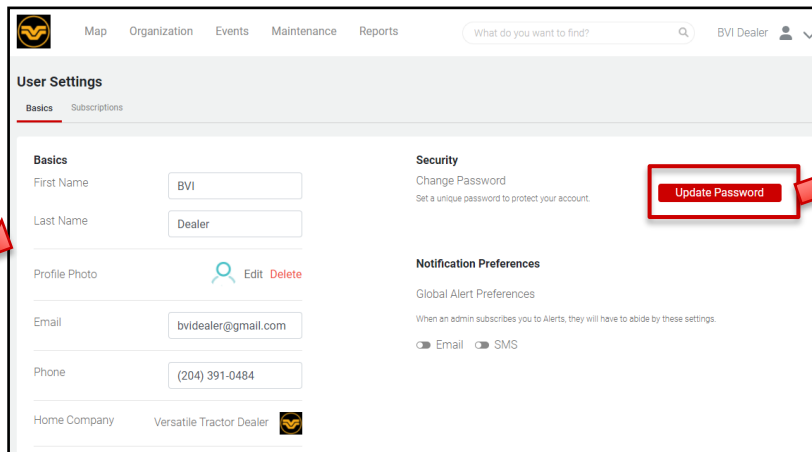 Map Organization Events Maintenance Reports What do you want to find? BVI Dealer
User Settings
Basics Subscriptions
Basics
First Name BVI
Last Name Dealer
Profile Photo Edit Delete
Email bvidealer@gmail.com
Phone (204) 391-0484
Home Company Versatile Tractor Dealer
Security
Change Password
Set a unique password to protect your account.
Update Password
Notification Preferences
Global Alert Preferences
When an admin subscribes you to Alerts, they will have to abide by these settings.
Email SMS